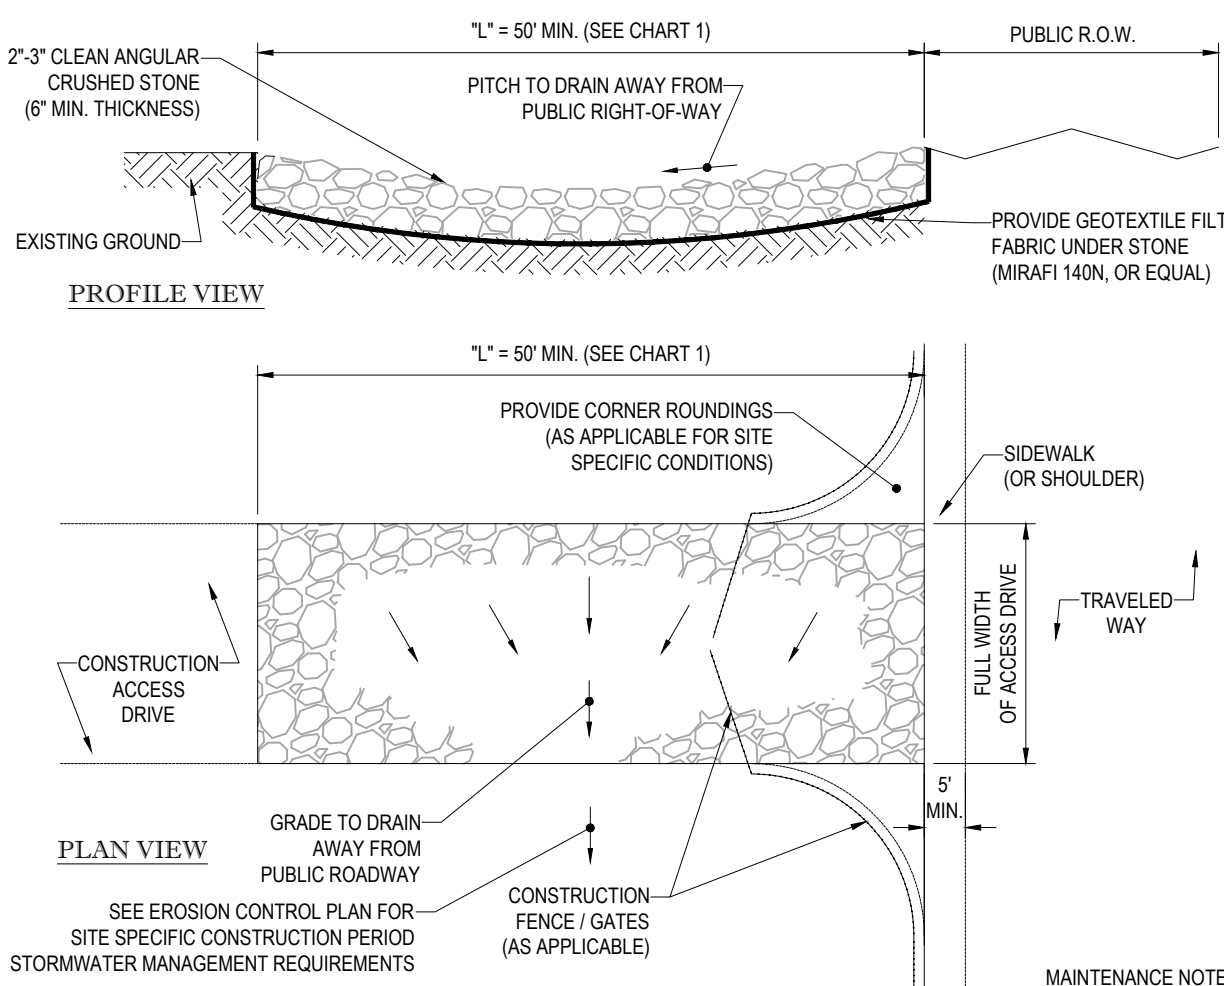 "L" = 50' MIN. (SEE CHART 1)
PUBLIC R.O.W.
2"-3" CLEAN ANGULAR
CRUSHED STONE
(6" MIN. THICKNESS)
PITCH TO DRAIN AWAY FROM
PUBLIC RIGHT-OF-WAY
EXISTING GROUND
PROVIDE GEOTEXTILE FILT
FABRIC UNDER STONE
(MIRAFI 140N, OR EQUAL)
PROFILE VIEW
"L" = 50' MIN. (SEE CHART 1)
PROVIDE CORNER ROUNDINGS
(AS APPLICABLE FOR SITE
SPECIFIC CONDITIONS)
SIDEWALK
(OR SHOULDER)
FULL WIDTH
OF ACCESS DRIVE
TRAVELED
WAY
CONSTRUCTION
ACCESS
DRIVE
5'
MIN.
GRADE TO DRAIN
AWAY FROM
PUBLIC ROADWAY
PLAN VIEW
CONSTRUCTION
FENCE / GATES
(AS APPLICABLE)
SEE EROSION CONTROL PLAN FOR
SITE SPECIFIC CONSTRUCTION PERIOD
STORMWATER MANAGEMENT REQUIREMENTS
MAINTENANCE NOTE